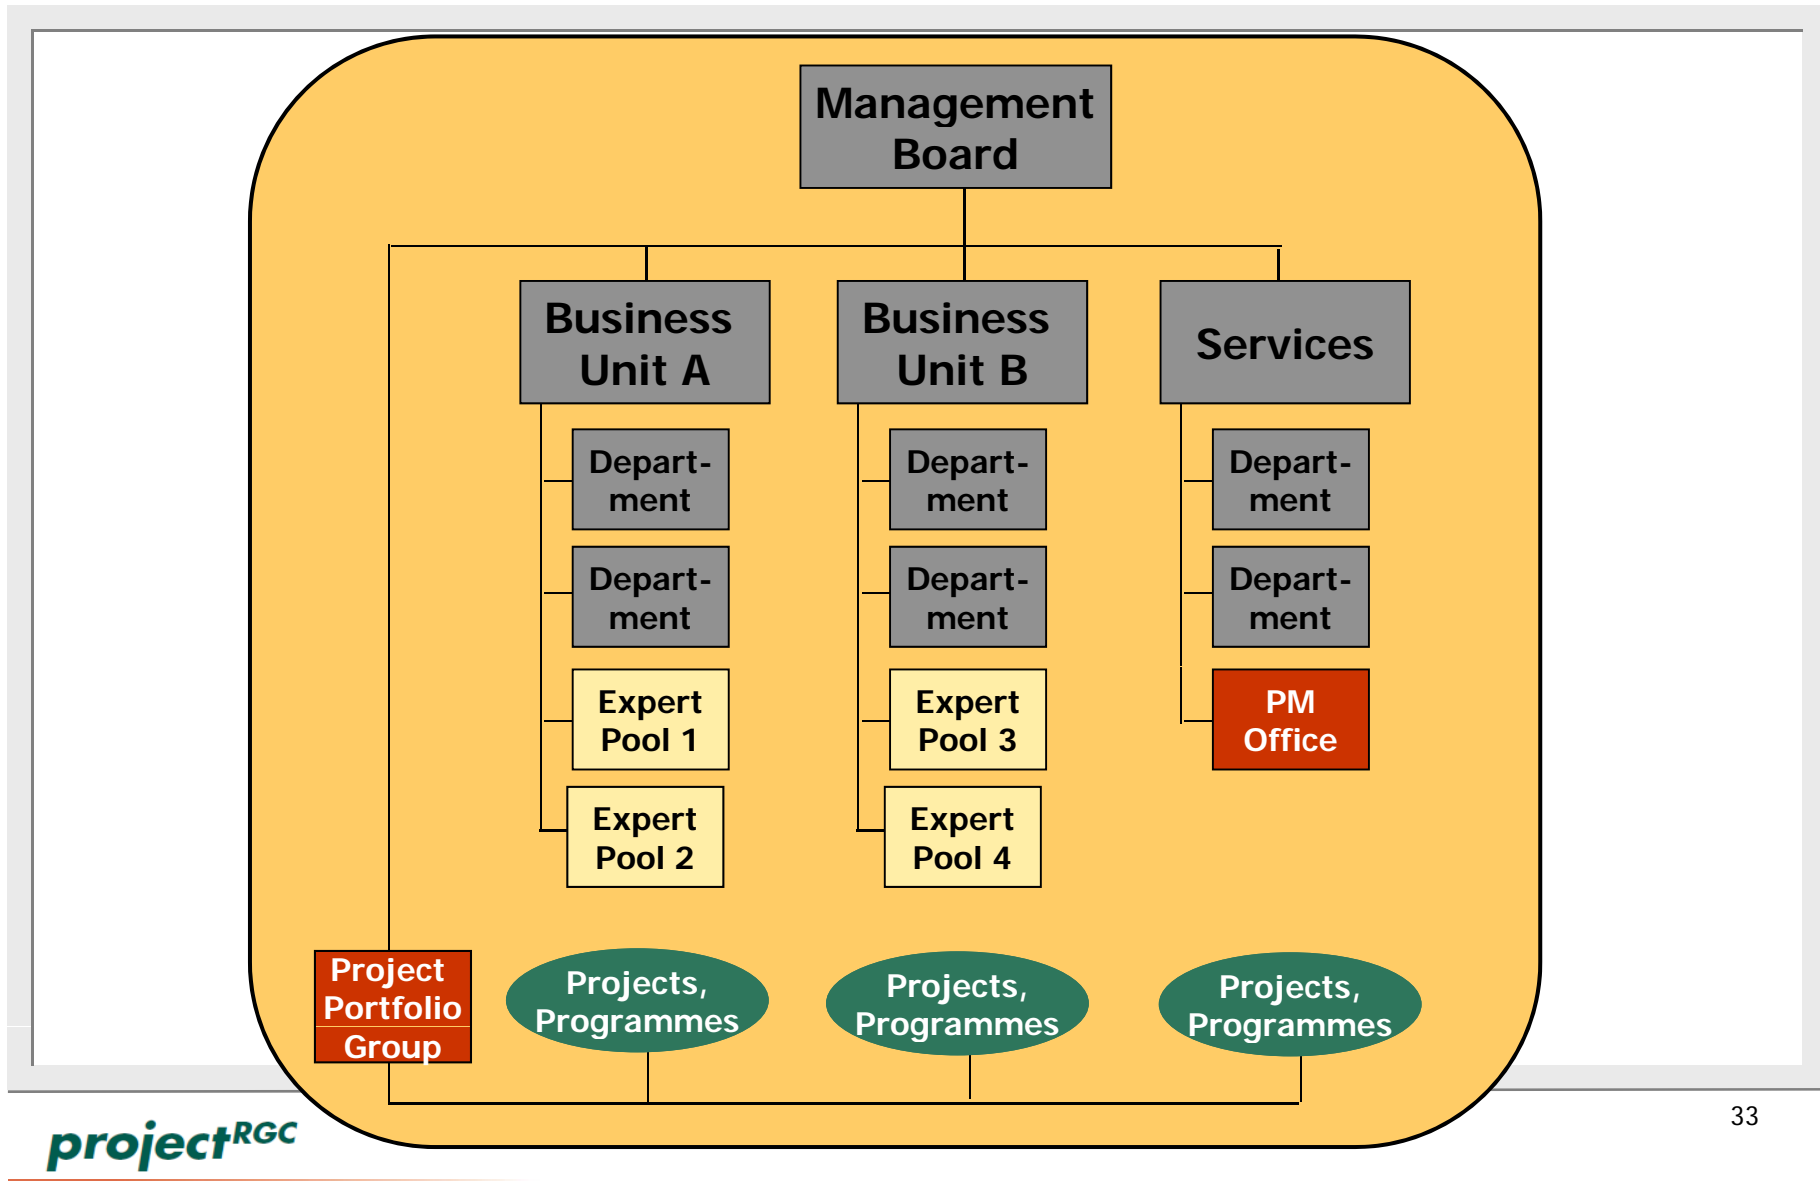 Management
Board
Business
Unit A
Business
Unit B
Services
Depart-
ment
Depart-
ment
Depart-
ment
Depart-
ment
Depart-
ment
Depart-
ment
Expert
Pool 1
Expert
Pool 3
PM
Office
Expert
Pool 2
Expert
Pool 4
Project
Portfolio
Group
Projects,
Programmes
Projects,
Programmes
Projects,
Programmes
projectRGC
33